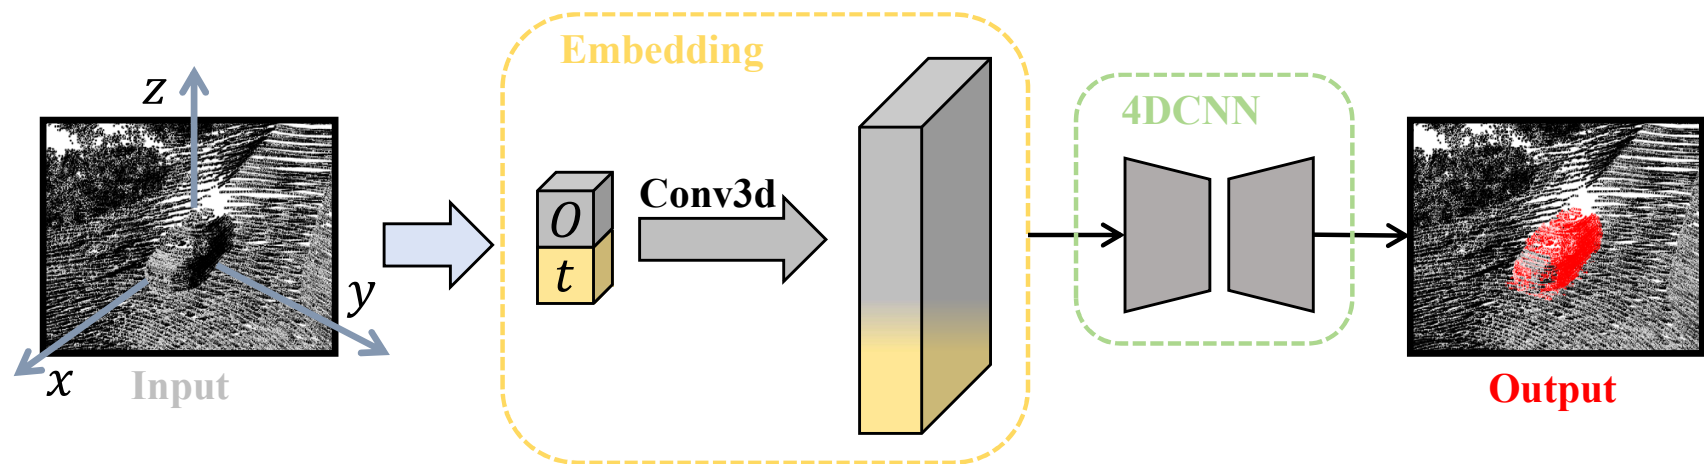 z
y
x
Input
Embedding
O
t
Conv3d
4DCNN
Output